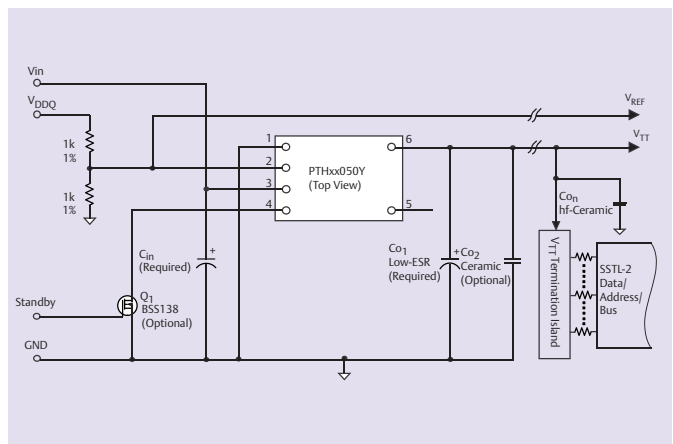 Vin
VDDQ
VREF
VTT
1k
1%
1k
1%
1
2
3
4
6
5
PTHxx050Y
(Top View)
Con
hf-Ceramic
Cin
(Required)
+
Co1
Low-ESR
(Required)
+
Co2
Ceramic
(Optional)
VTT Termination Island
SSTL-2
Data/
Address/
Bus
Standby
Q1
BSS138
(Optional)
GND